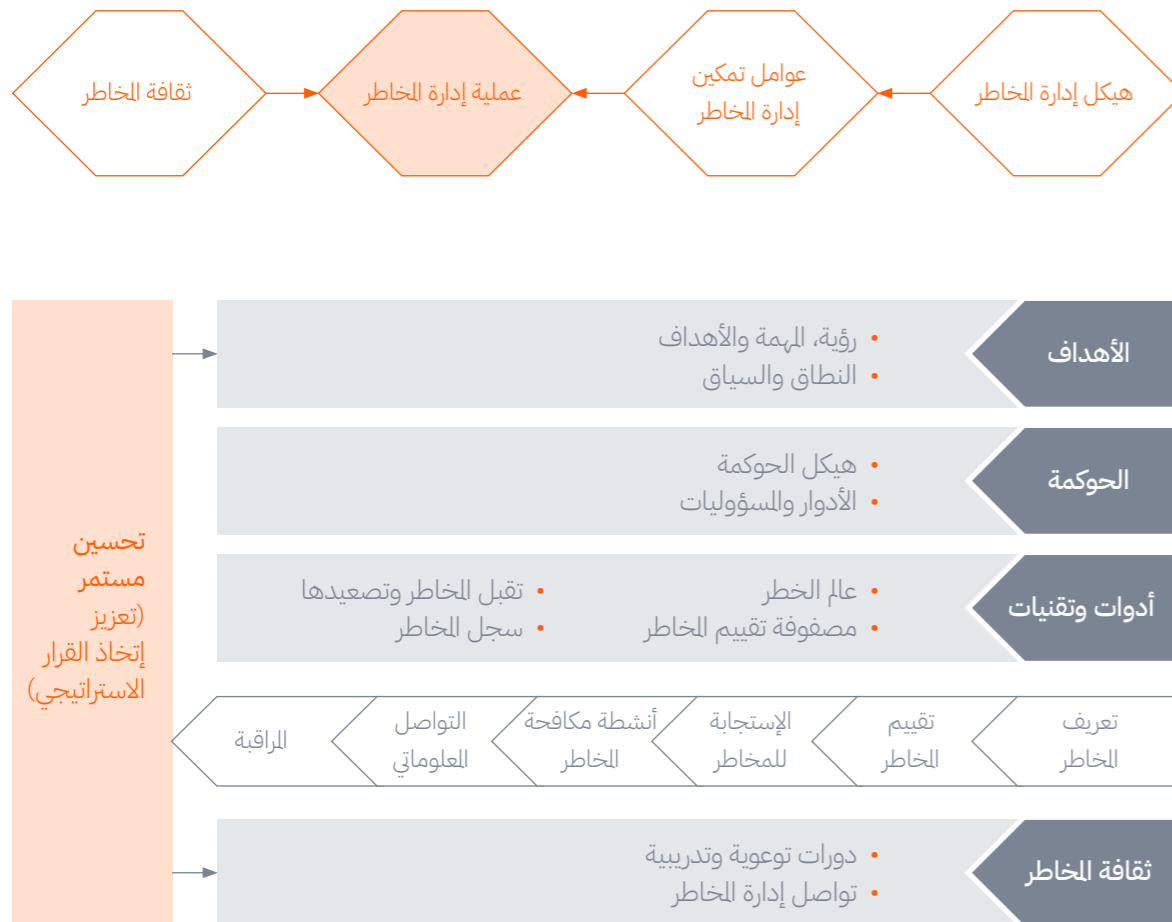 هيكل إدارة المخاطر
عوامل تمكين
إدارة المخاطر
عملية إدارة المخاطر
ثقافة المخاطر
الأهداف
• رؤية، المهمة والأهداف
• النطاق والسياق
الحوكمة
• هيكل الحوكمة
• الأدوار والمسؤوليات
أدوات وتقنيات
• عالم الخطر
• مصفوفة تقييم المخاطر
• تقبل المخاطر وتصعيدها
• سجل المخاطر
تعريف
المخاطر
تقييم
المخاطر
الإستجابة
للمخاطر
أنشطة مكافحة
المخاطر
التواصل
المعلوماتي
المراقبة
ثقافة المخاطر
• دورات توعوية وتدريبية
• تواصل إدارة المخاطر
تحسين
مستمر
(تعزيز
إتخاذ القرار
الاستراتيجي)